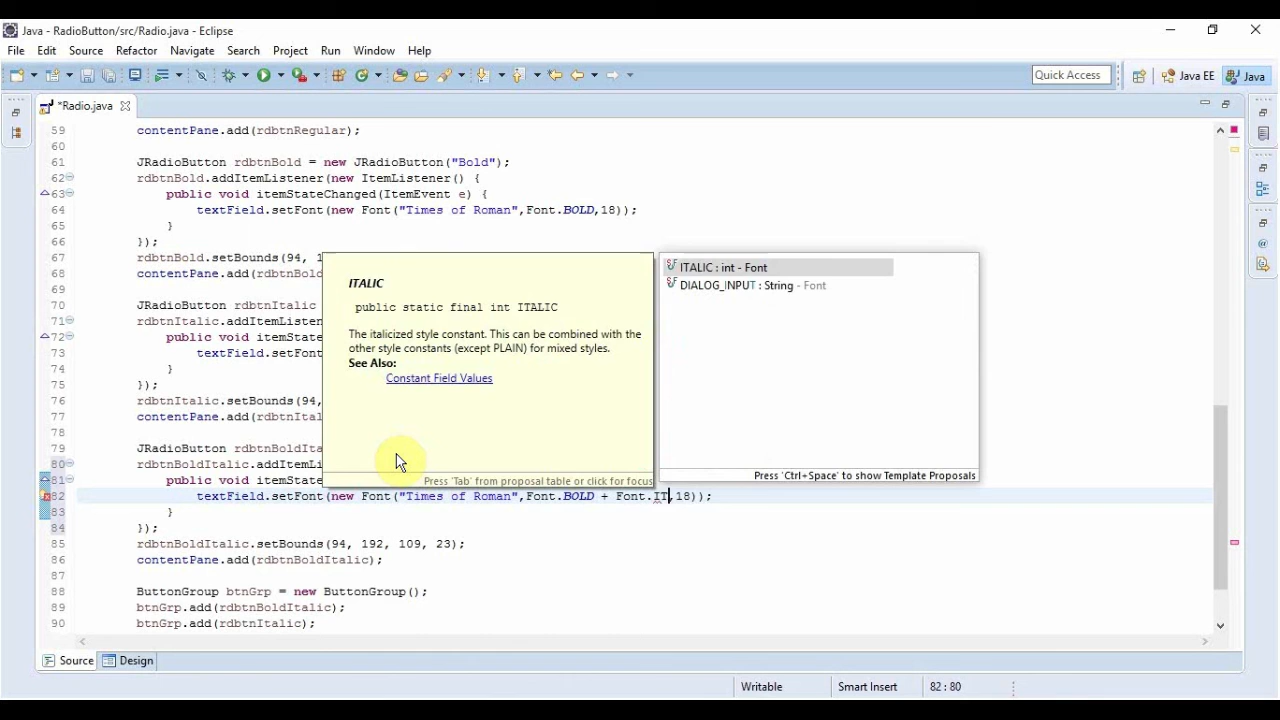 Java - RadioButton/src/Radio.java - Eclipse
File Edit Source Refactor Navigate Search Project Run Window Help
Quick Access
Java EE
Java
*Radio.java
59 contentPane.add(rdbtnRegular);
60
61 JRadioButton rdbtnBold = new JRadioButton("Bold");
62 rdbtnBold.addItemListener(new ItemListener() {
63 public void itemStateChanged(ItemEvent e) {
64 textField.setFont(new Font("Times of Roman",Font.BOLD,18));
65 }
66 });
67 rdbtnBold.setBounds(94, 1
68 contentPane.add(rdbtnBold
69
70 JRadioButton rdbtnItalic
71 rdbtnItalic.addItemListen
72 public void itemState
73 textField.setFont
74 }
75 });
76 rdbtnItalic.setBounds(94,
77 contentPane.add(rdbtnItal
78
79 JRadioButton rdbtnBoldIta
80 rdbtnBoldItalic.addItemLi
81 public void itemState
82 textField.setFont(new Font("Times of Roman",Font.BOLD + Font.IT,18));
83 }
84 });
85 rdbtnBoldItalic.setBounds(94, 192, 109, 23);
86 contentPane.add(rdbtnBoldItalic);
87
88 ButtonGroup btnGrp = new ButtonGroup();
89 btnGrp.add(rdbtnBoldItalic);
90 btnGrp.add(rdbtnItalic);
ITALIC
public static final int ITALIC
The italicized style constant. This can be combined with the
other style constants (except PLAIN) for mixed styles.
See Also:
Constant Field Values
Press 'Tab' from proposal table or click for focus
ITALIC : int - Font
DIALOG_INPUT : String - Font
Press 'Ctrl+Space' to show Template Proposals
Source Design
Writable Smart Insert 82 : 80